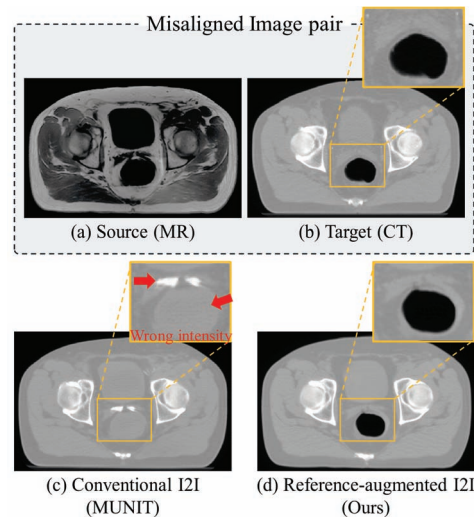 Misaligned Image pair
(a) Source (MR)
(b) Target (CT)
Wrong intensity
(c) Conventional I2I
(MUNIT)
(d) Reference-augmented I2I
(Ours)